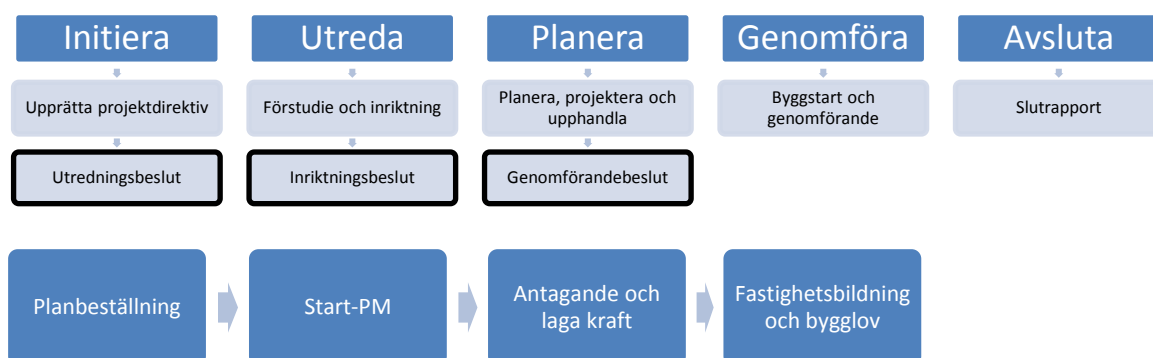 Initiera
Utreda
Planera
Genomföra
Avsluta
Upprätta projektdirektiv
Förstudie och inriktning
Planera, projektera och
upphandla
Byggstart och
genomförande
Slutrapport
Utredningsbeslut
Inriktningsbeslut
Genomförandebeslut
Planbeställning
Start-PM
Antagande och
laga kraft
Fastighetsbildning
och bygglov